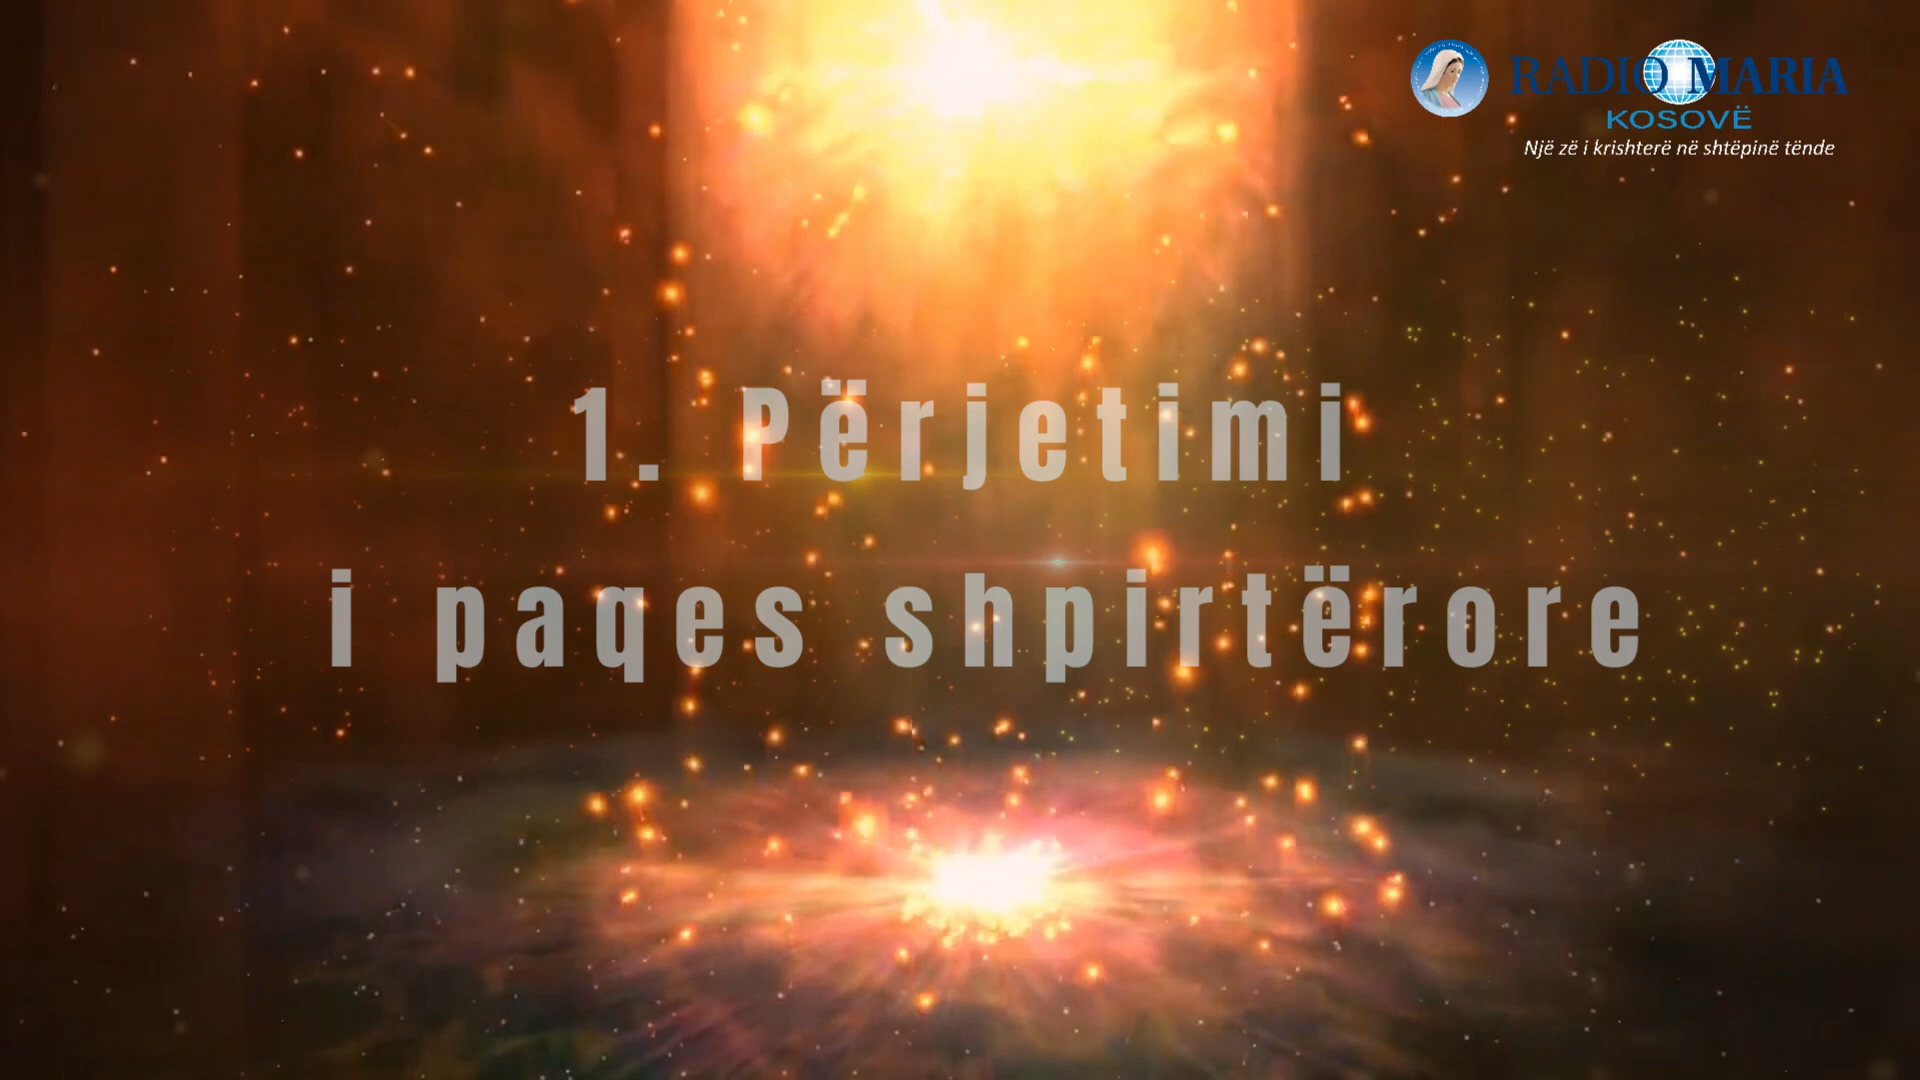 RADIO MARIA
KOSOVË
Një zë i krishterë në shtëpinë tënde
1. Përjetimi
i paqes shpirtërore